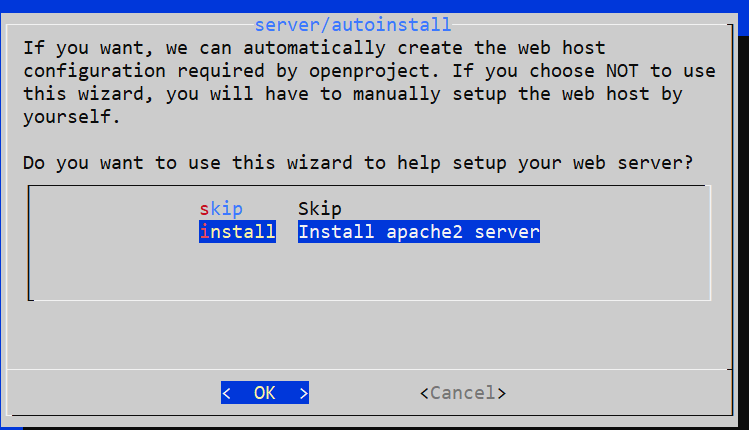 server/autoinstall
If you want, we can automatically create the web host
configuration required by openproject. If you choose NOT to use
this wizard, you will have to manually setup the web host by
yourself.
Do you want to use this wizard to help setup your web server?
skip Skip
install Install apache2 server
< OK > <Cancel>